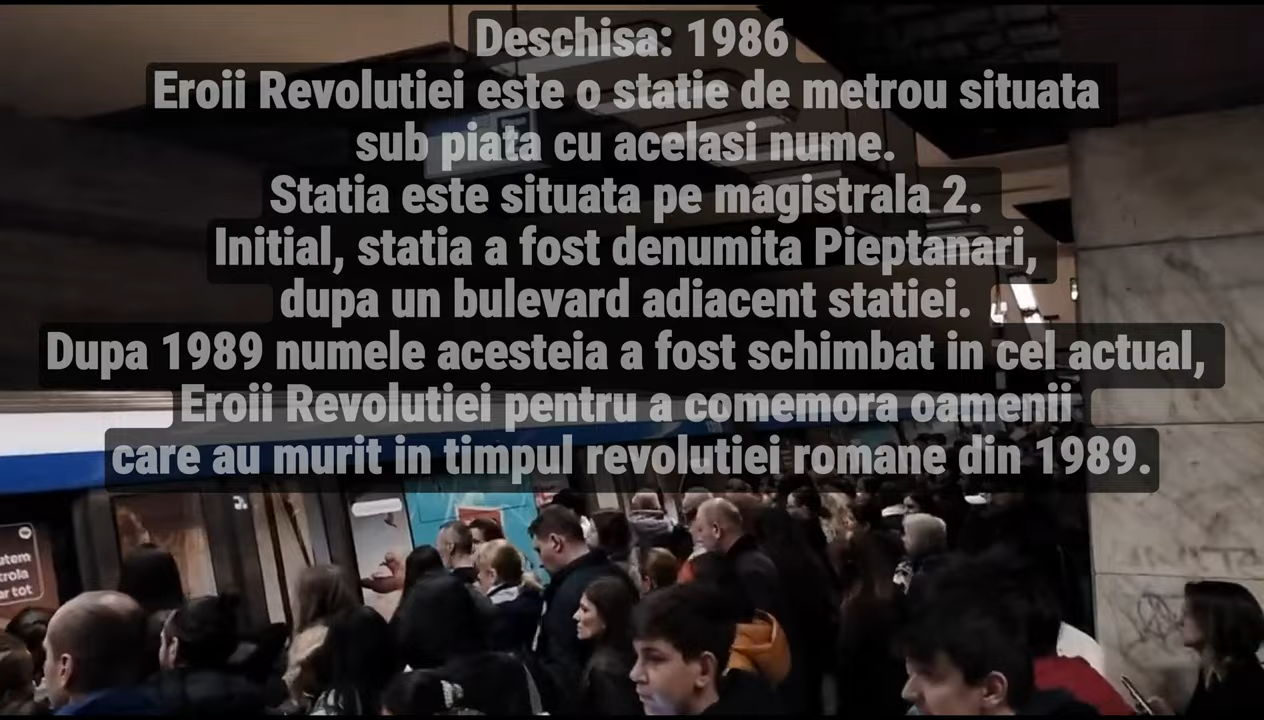 Deschisa: 1986
Eroii Revolutiei este o statie de metrou situata
sub piata cu acelasi nume.
Statia este situata pe magistrala 2.
Initial, statia a fost denumita Pieptanari,
dupa un bulevard adiacent statiei.
Dupa 1989 numele acesteia a fost schimbat in cel actual,
Eroii Revolutiei pentru a comemora oamenii
care au murit in timpul revolutiei romane din 1989.